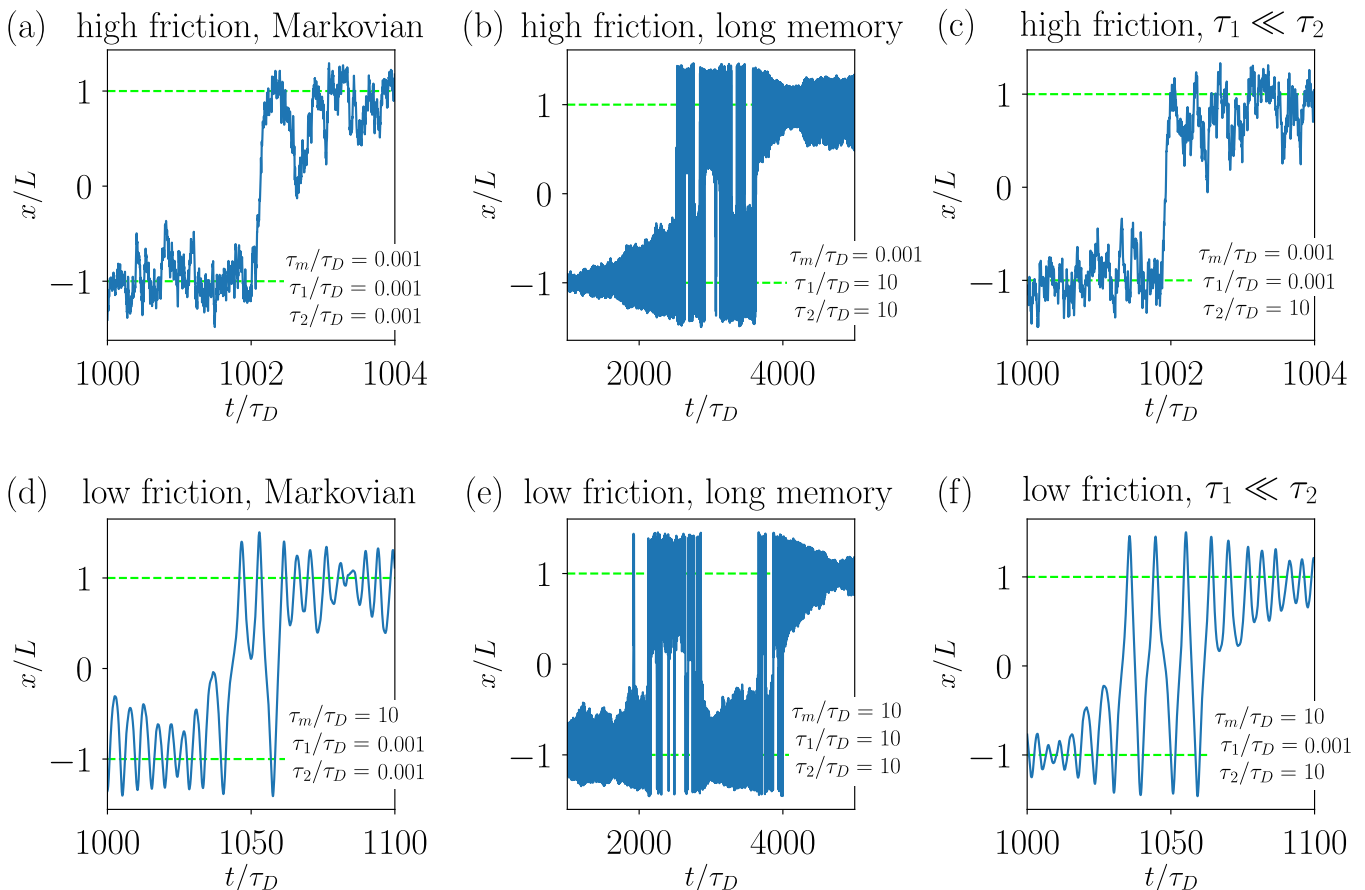 (a) high friction, Markovian
1
0
−1
x/L
τm/τD = 0.001
τ1/τD = 0.001
τ2/τD = 0.001
1000 1002 1004
t/τD
(b) high friction, long memory
1
0
−1
x/L
τm/τD = 0.001
τ1/τD = 10
τ2/τD = 10
2000 4000
t/τD
(c) high friction, τ1 ≪ τ2
1
0
−1
x/L
τm/τD = 0.001
τ1/τD = 0.001
τ2/τD = 10
1000 1002 1004
t/τD
(d) low friction, Markovian
1
0
−1
x/L
τm/τD = 10
τ1/τD = 0.001
τ2/τD = 0.001
1000 1050 1100
t/τD
(e) low friction, long memory
1
0
−1
x/L
τm/τD = 10
τ1/τD = 10
τ2/τD = 10
2000 4000
t/τD
(f) low friction, τ1 ≪ τ2
1
0
−1
x/L
τm/τD = 10
τ1/τD = 0.001
τ2/τD = 10
1000 1050 1100
t/τD